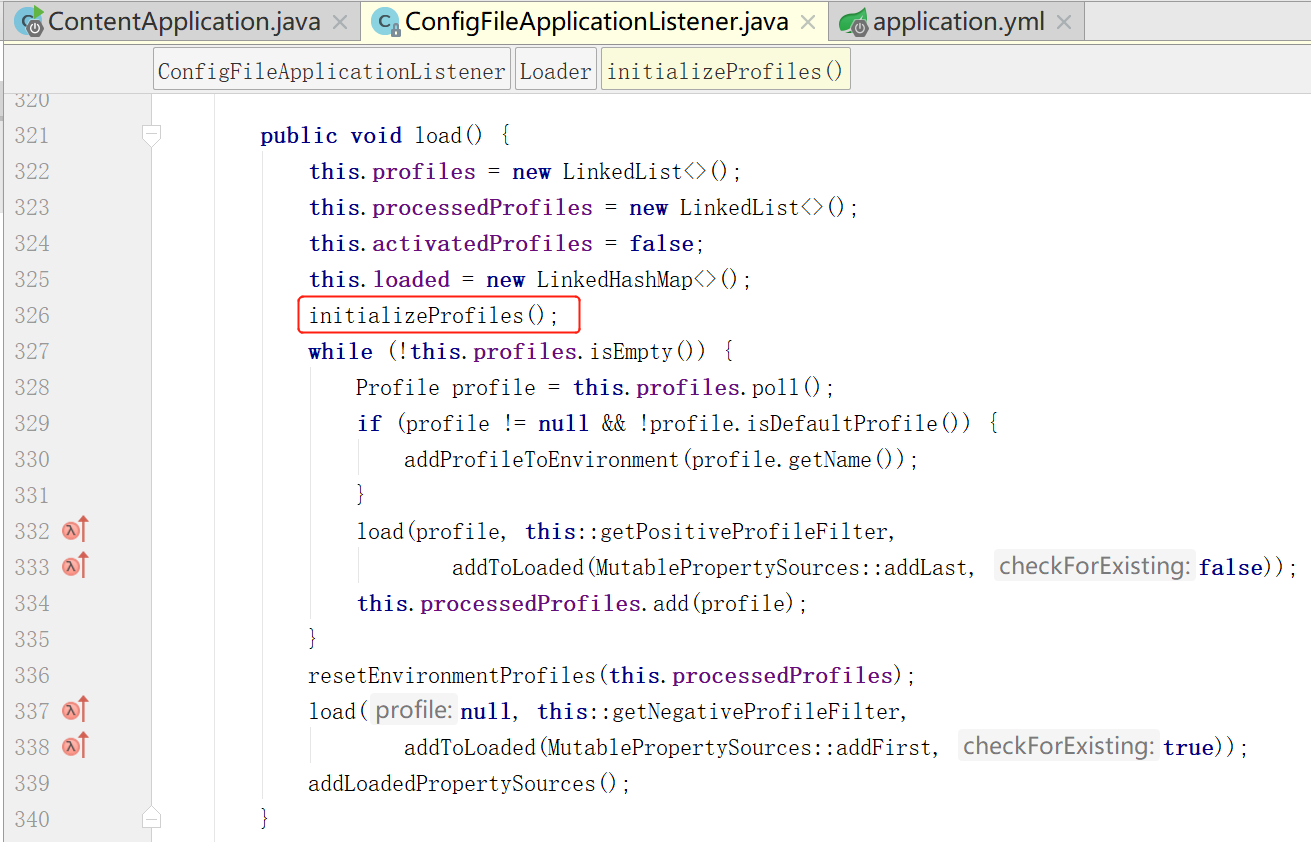 ContentApplication.java × ConfigFileApplicationListener.java × application.yml ×
ConfigFileApplicationListener Loader initializeProfiles()
320
321 public void load() {
322 this.profiles = new LinkedList<>();
323 this.processedProfiles = new LinkedList<>();
324 this.activatedProfiles = false;
325 this.loaded = new LinkedHashMap<>();
326 initializeProfiles();
327 while (!this.profiles.isEmpty()) {
328 Profile profile = this.profiles.poll();
329 if (profile != null && !profile.isDefaultProfile()) {
330 addProfileToEnvironment(profile.getName());
331 }
332 load(profile, this::getPositiveProfileFilter,
333 addToLoaded(MutablePropertySources::addLast, checkForExisting: false));
334 this.processedProfiles.add(profile);
335 }
336 resetEnvironmentProfiles(this.processedProfiles);
337 load( profile: null, this::getNegativeProfileFilter,
338 addToLoaded(MutablePropertySources::addFirst, checkForExisting: true));
339 addLoadedPropertySources();
340 }